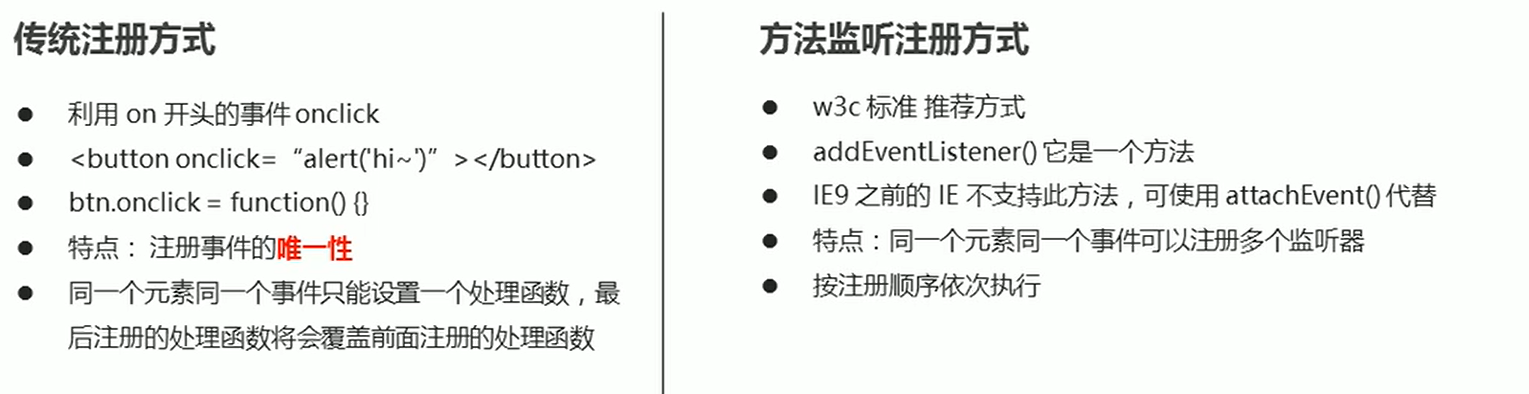 传统注册方式
● 利用 on 开头的事件 onclick
● <button onclick= “alert('hi~')” ></button>
● btn.onclick = function() {}
● 特点： 注册事件的唯一性
● 同一个元素同一个事件只能设置一个处理函数，最
后注册的处理函数将会覆盖前面注册的处理函数
方法监听注册方式
● w3c 标准 推荐方式
● addEventListener() 它是一个方法
● IE9 之前的 IE 不支持此方法，可使用 attachEvent() 代替
● 特点：同一个元素同一个事件可以注册多个监听器
● 按注册顺序依次执行